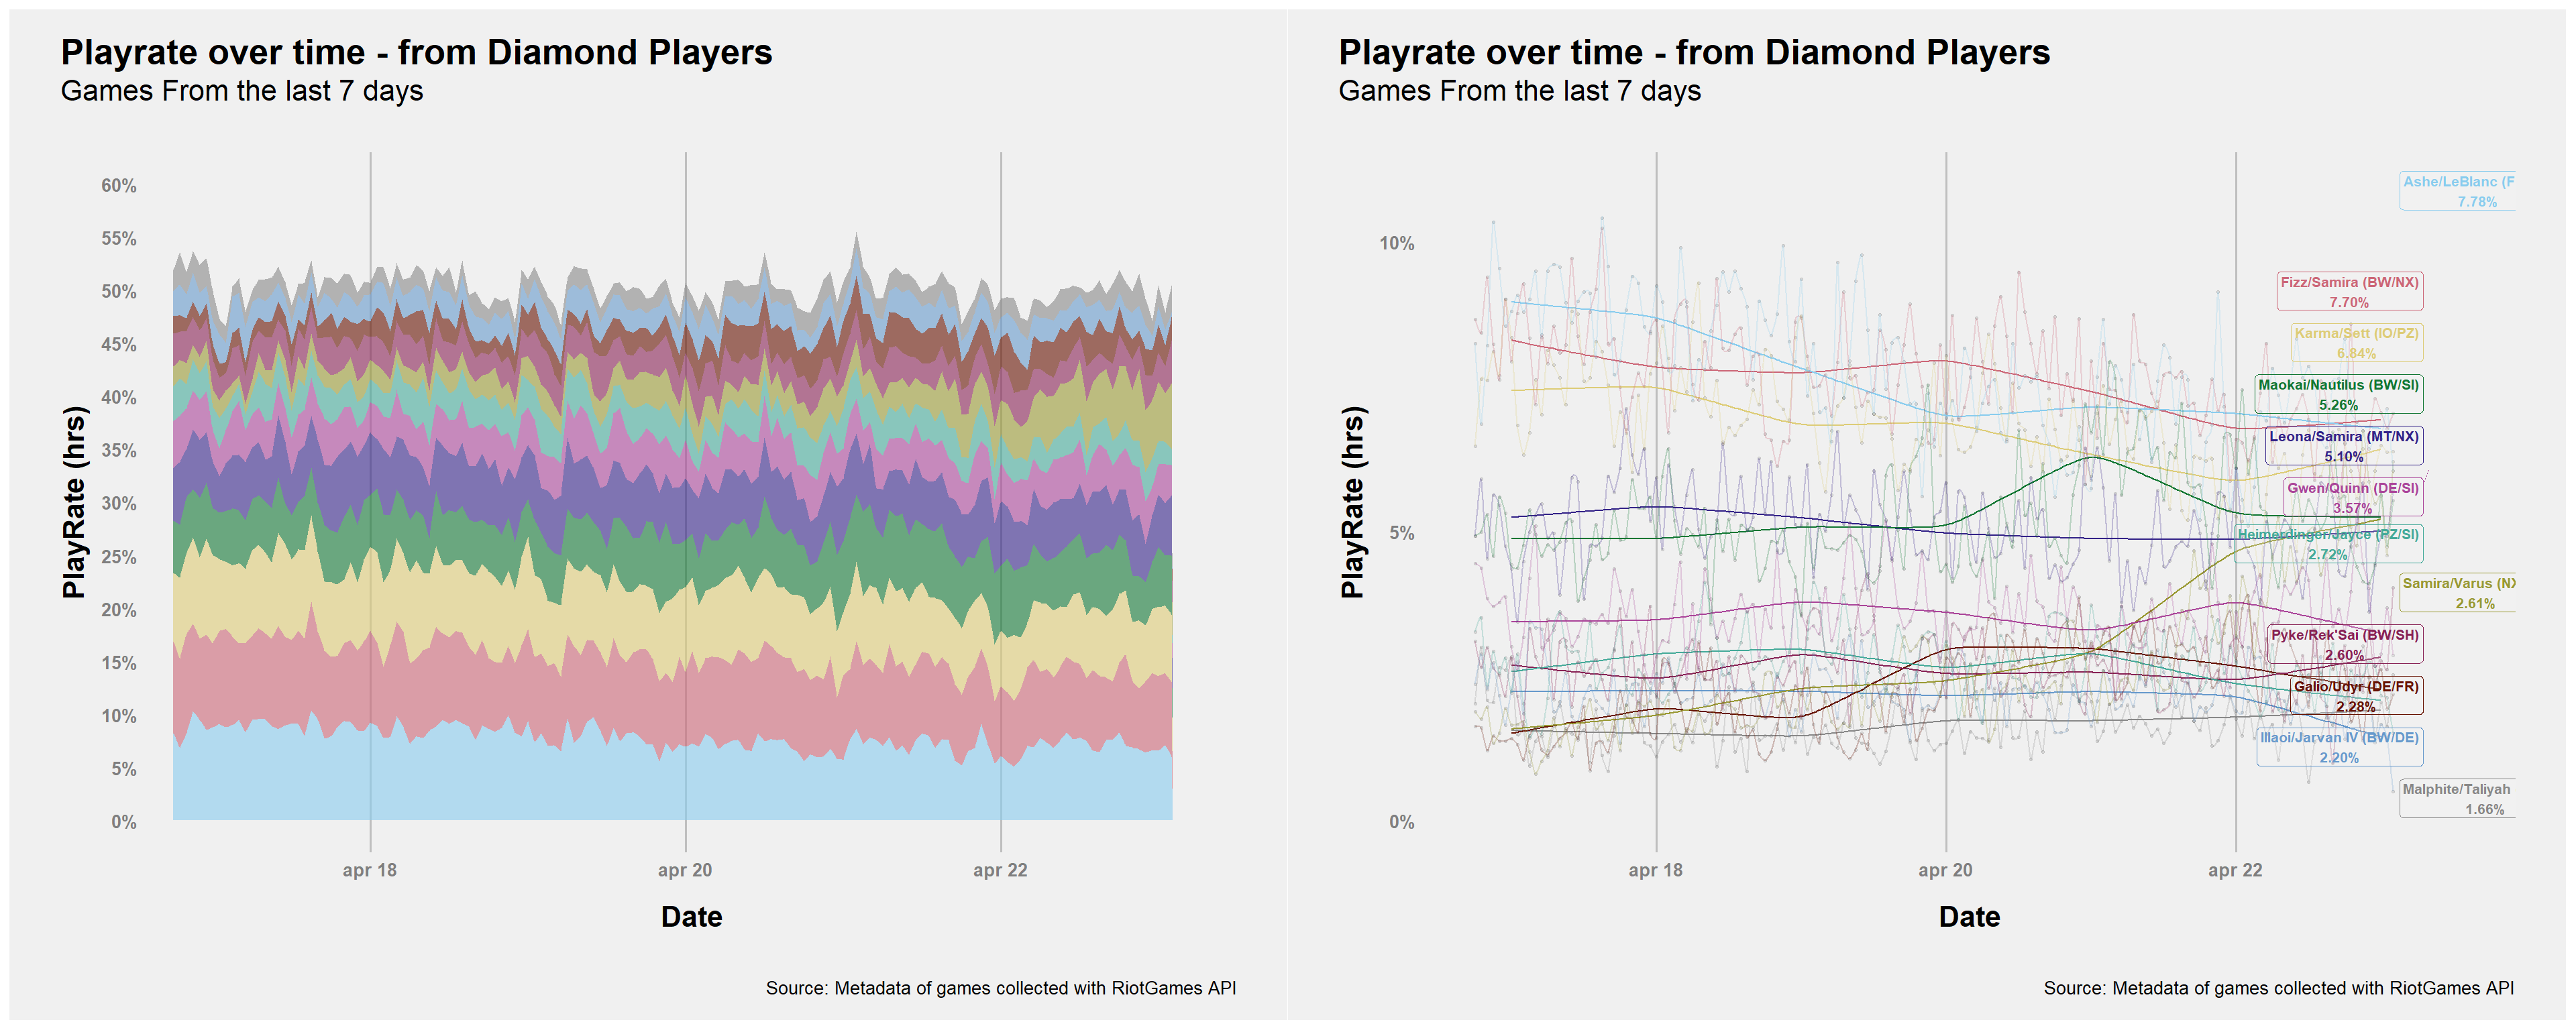 Playrate over time - from Diamond Players
Games From the last 7 days
60%
55%
50%
45%
40%
35%
30%
25%
20%
15%
10%
5%
0%
PlayRate (hrs)
apr 18
apr 20
apr 22
Date
Source: Metadata of games collected with RiotGames API
Playrate over time - from Diamond Players
Games From the last 7 days
10%
5%
0%
PlayRate (hrs)
Ashe/LeBlanc (F
7.78%
Fizz/Samira (BW/NX)
7.70%
Karma/Sett (IO/PZ)
6.84%
Maokai/Nautilus (BW/SI)
5.26%
Leona/Samira (MT/NX)
5.10%
Gwen/Quinn (DE/SI)
3.57%
Heimerdinger/Jayce (PZ/SI)
2.72%
Samira/Varus (NX
2.61%
Pyke/Rek'Sai (BW/SH)
2.60%
Galio/Udyr (DE/FR)
2.28%
Illaoi/Jarvan IV (BW/DE)
2.20%
Malphite/Taliyah
1.66%
apr 18
apr 20
apr 22
Date
Source: Metadata of games collected with RiotGames API